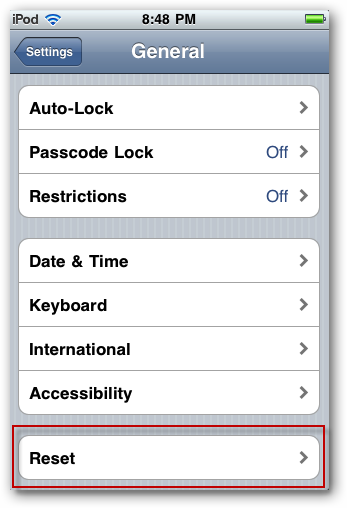 iPod 8:48 PM
Settings General
Auto-Lock
Passcode Lock Off
Restrictions Off
Date & Time
Keyboard
International
Accessibility
Reset